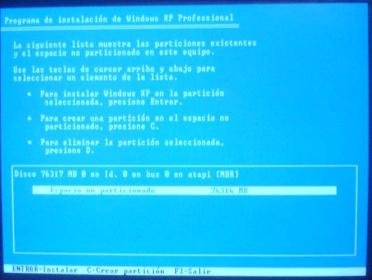 Programa de instalación de Windows XP Professional
La siguiente lista muestra las particiones existentes
y el espacio no particionado en este equipo.
Use las teclas de cursor arriba y abajo para
seleccionar un elemento de la lista.
• Para instalar Windows XP en la partición
seleccionada, presione Entrar.
• Para crear una partición en el espacio no
particionado, presione C.
• Para eliminar la partición seleccionada,
presione D.
Disco 76317 MB 0 en Id. 0 en bus 0 en atapi [MBR]
Espacio no particionado 76316 MB
ENTRAR=Instalar C=Crear partición F3=Salir